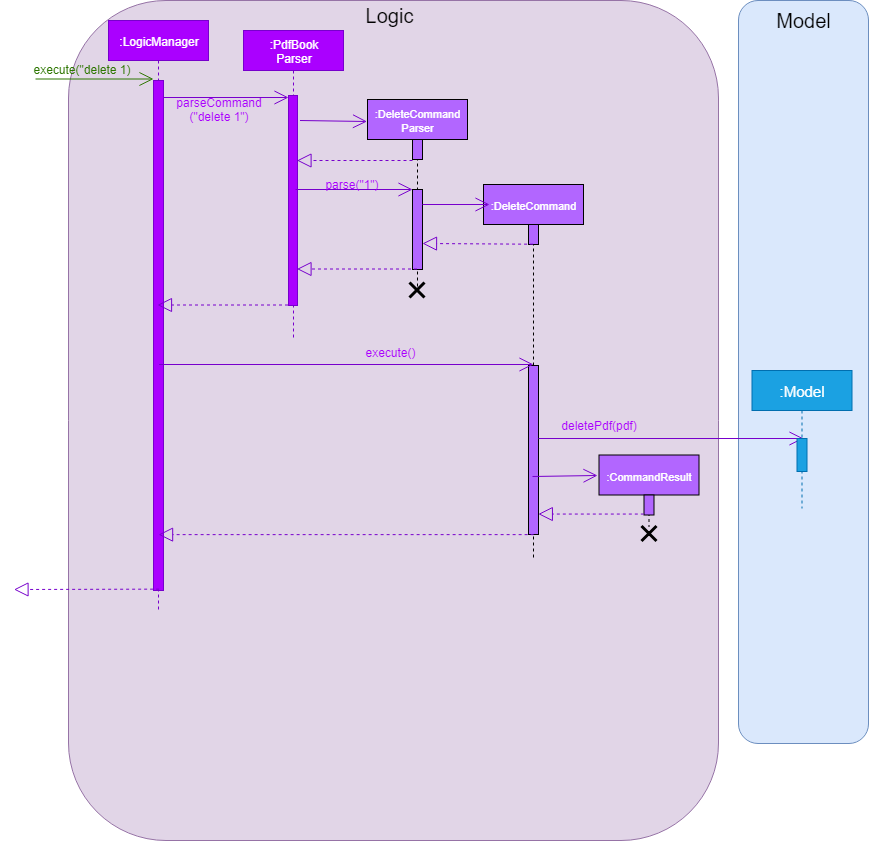 Logic
Model
:LogicManager
:PdfBook
Parser
execute("delete 1)
parseCommand
("delete 1")
:DeleteCommand
Parser
parse("1")
:DeleteCommand
execute()
:Model
deletePdf(pdf)
:CommandResult